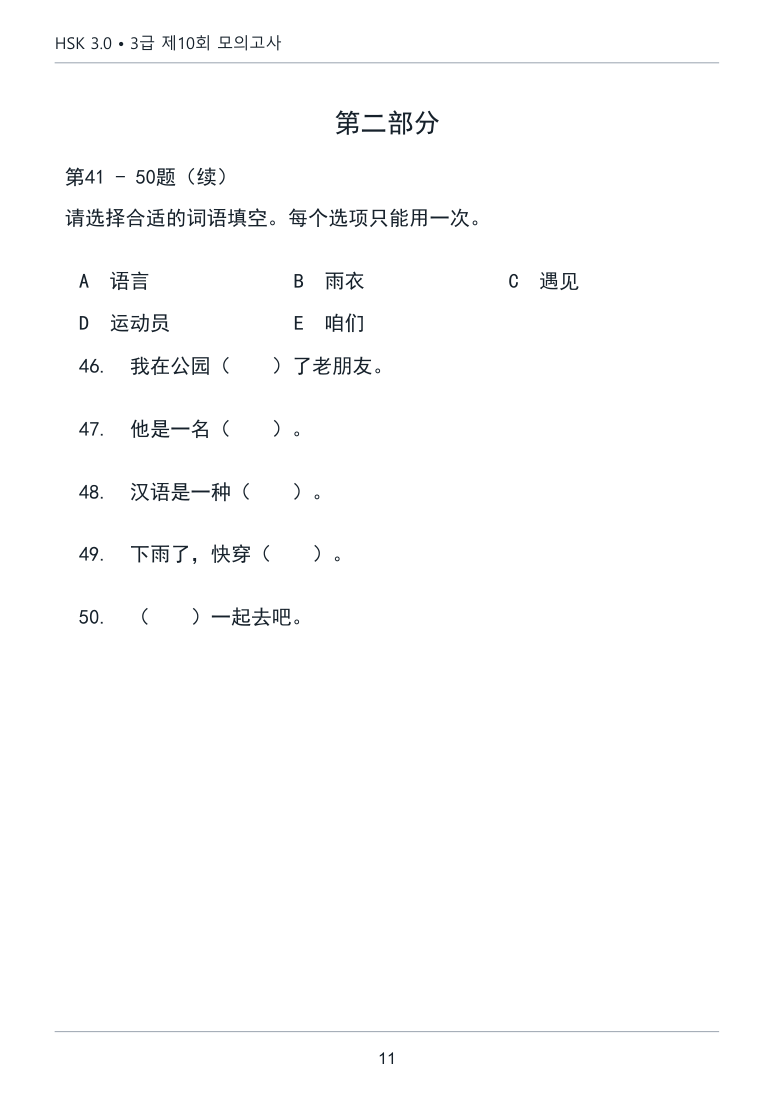 HSK 3.0 • 3급 제10회 모의고사
第二部分
第41 － 50题（续）
请选择合适的词语填空。每个选项只能用一次。
A 语言 B 雨衣 C 遇见
D 运动员 E 咱们
46. 我在公园（　　）了老朋友。
47. 他是一名（　　）。
48. 汉语是一种（　　）。
49. 下雨了，快穿（　　）。
50. （　　）一起去吧。
11